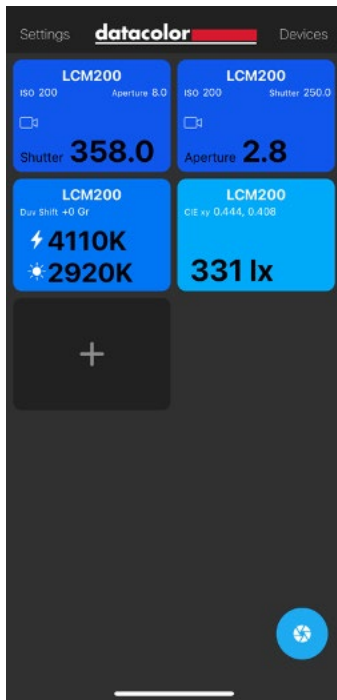 Settings datacolor Devices
LCM200
ISO 200 Aperture 8.0
Shutter 358.0
LCM200
ISO 200 Shutter 250.0
Aperture 2.8
LCM200
Duv Shift +0 Gr
4110K
2920K
LCM200
CIE xy 0.444, 0.408
331 lx
+